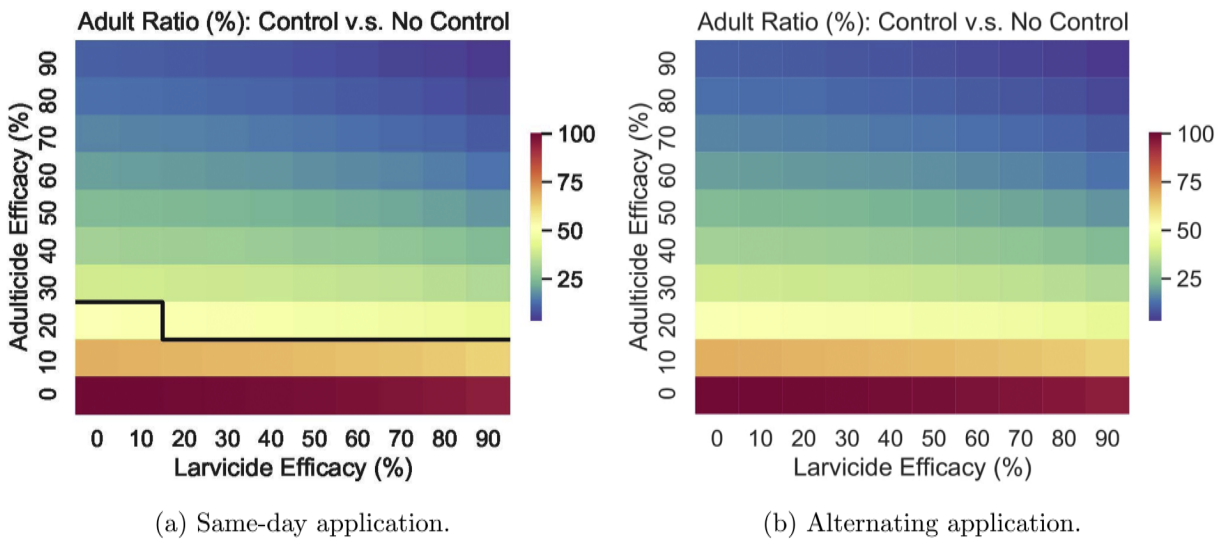 Adult Ratio (%): Control v.s. No Control
Adulticide Efficacy (%)
90
80
70
60
50
40
30
20
10
0
0 10 20 30 40 50 60 70 80 90
Larvicide Efficacy (%)
100
75
50
25
(a) Same-day application.
Adult Ratio (%): Control v.s. No Control
Adulticide Efficacy (%)
90
80
70
60
50
40
30
20
10
0
0 10 20 30 40 50 60 70 80 90
Larvicide Efficacy (%)
100
75
50
25
(b) Alternating application.